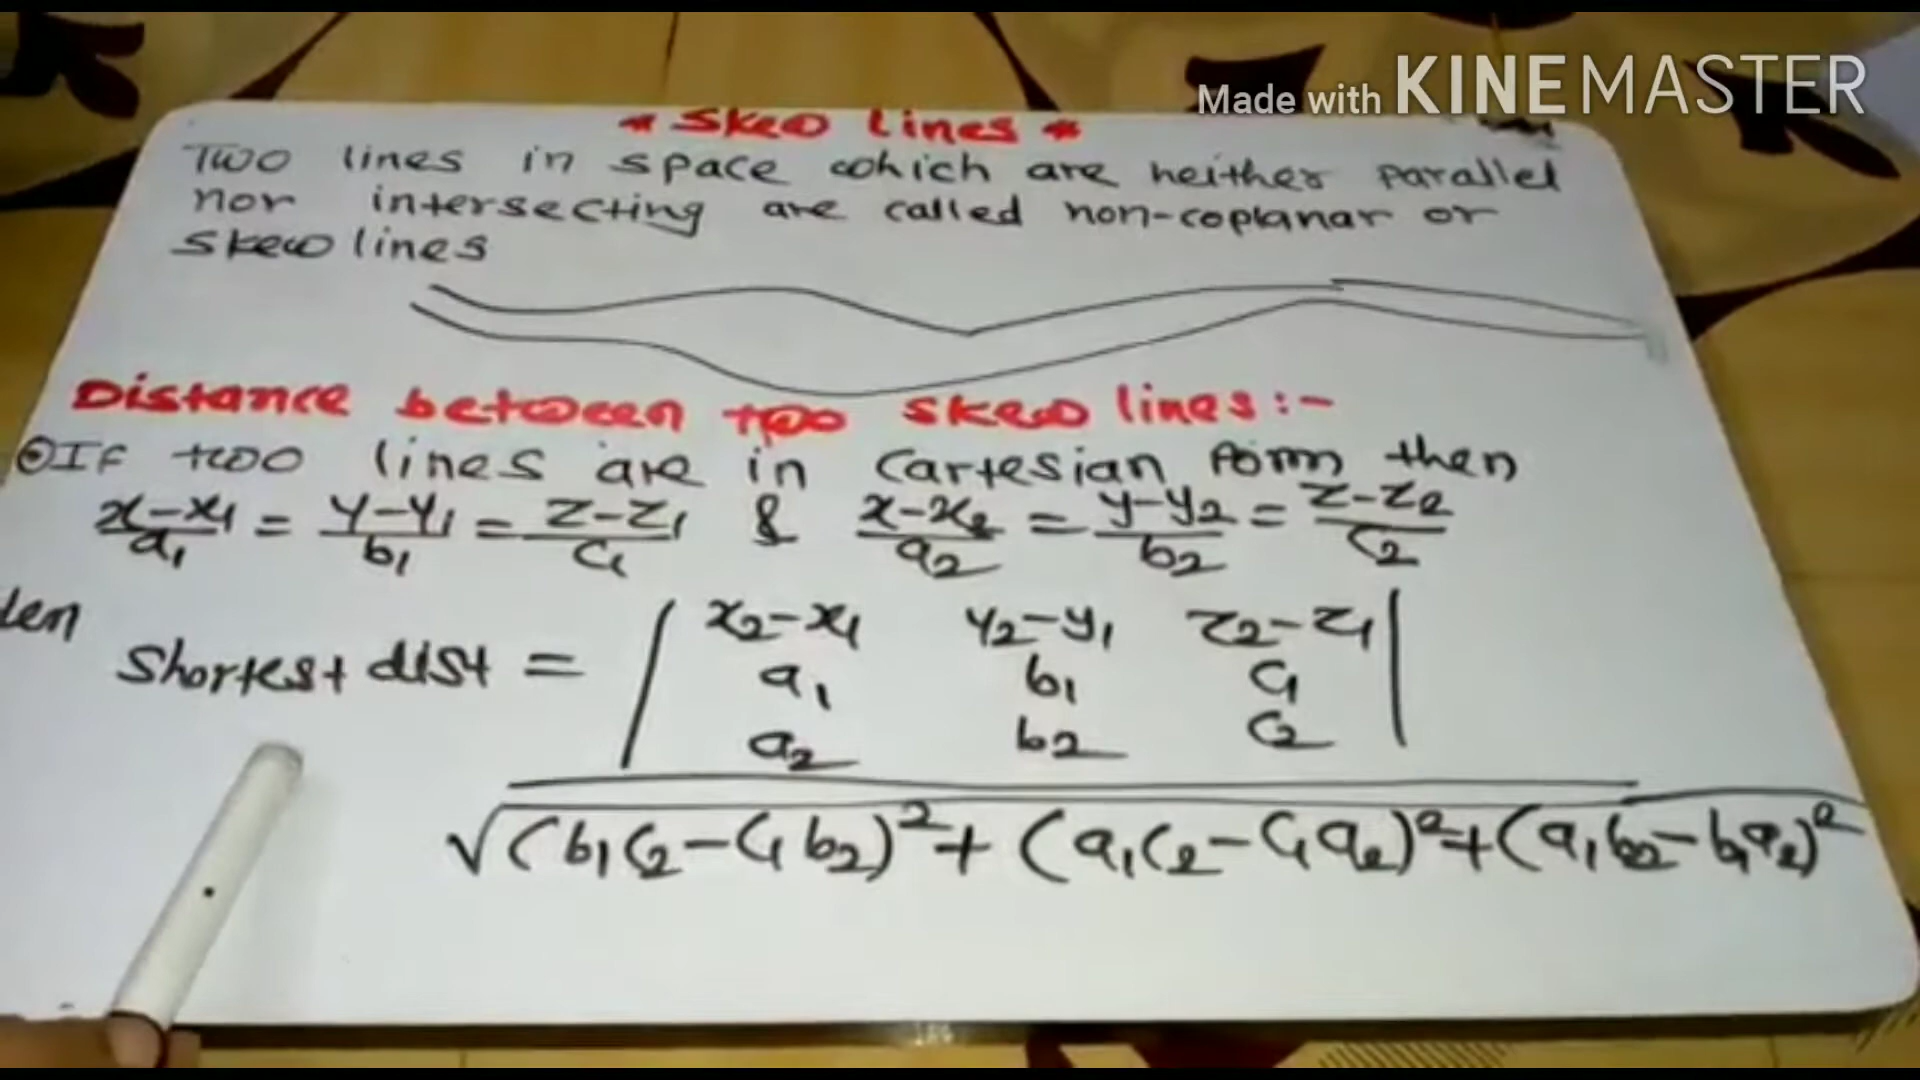 Made with KINEMASTER
* Skew lines *
Two lines in space which are neither parallel
nor intersecting are called non-coplanar or
skew lines
Distance between two skew lines:-
⊙If two lines are in Cartesian form then
x-x₁/a₁ = y-y₁/b₁ = z-z₁/c₁ & x-x₂/a₂ = y-y₂/b₂ = z-z₂/c₂
Shortest dist = | x₂-x₁ y₂-y₁ z₂-z₁ |
a₁ b₁ c₁
a₂ b₂ c₂
√(b₁c₂-c₁b₂)²+(a₁c₂-c₁a₂)²+(a₁b₂-b₁a₂)²